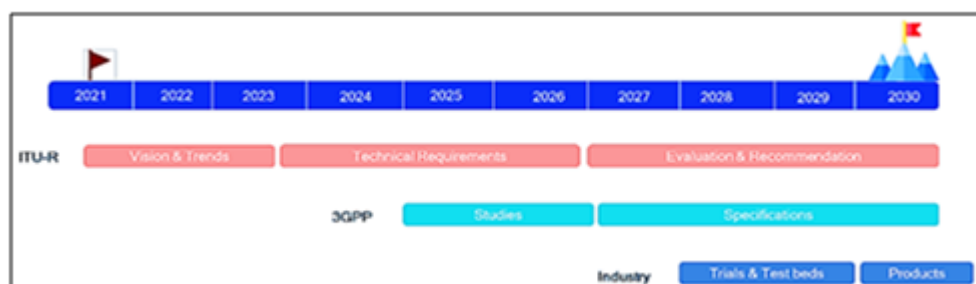 2021 2022 2023 2024 2025 2026 2027 2028 2029 2030
ITU-R Vision & Trends Technical Requirements Evaluation & Recommendation
3GPP Studies Specifications
Industry Trials & Test beds Products